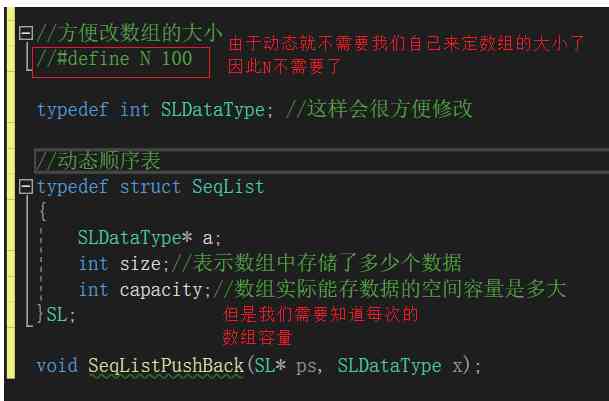 //方便改数组的大小
//#define N 100
由于动态就不需要我们自己来定数组的大小了
因此N不需要了
typedef int SLDataType; //这样会很方便修改
//动态顺序表
typedef struct SeqList
{
SLDataType* a;
int size;//表示数组中存储了多少个数据
int capacity;//数组实际能存数据的空间容量是多大
}SL;
但是我们需要知道每次的
数组容量
void SeqListPushBack(SL* ps, SLDataType x);